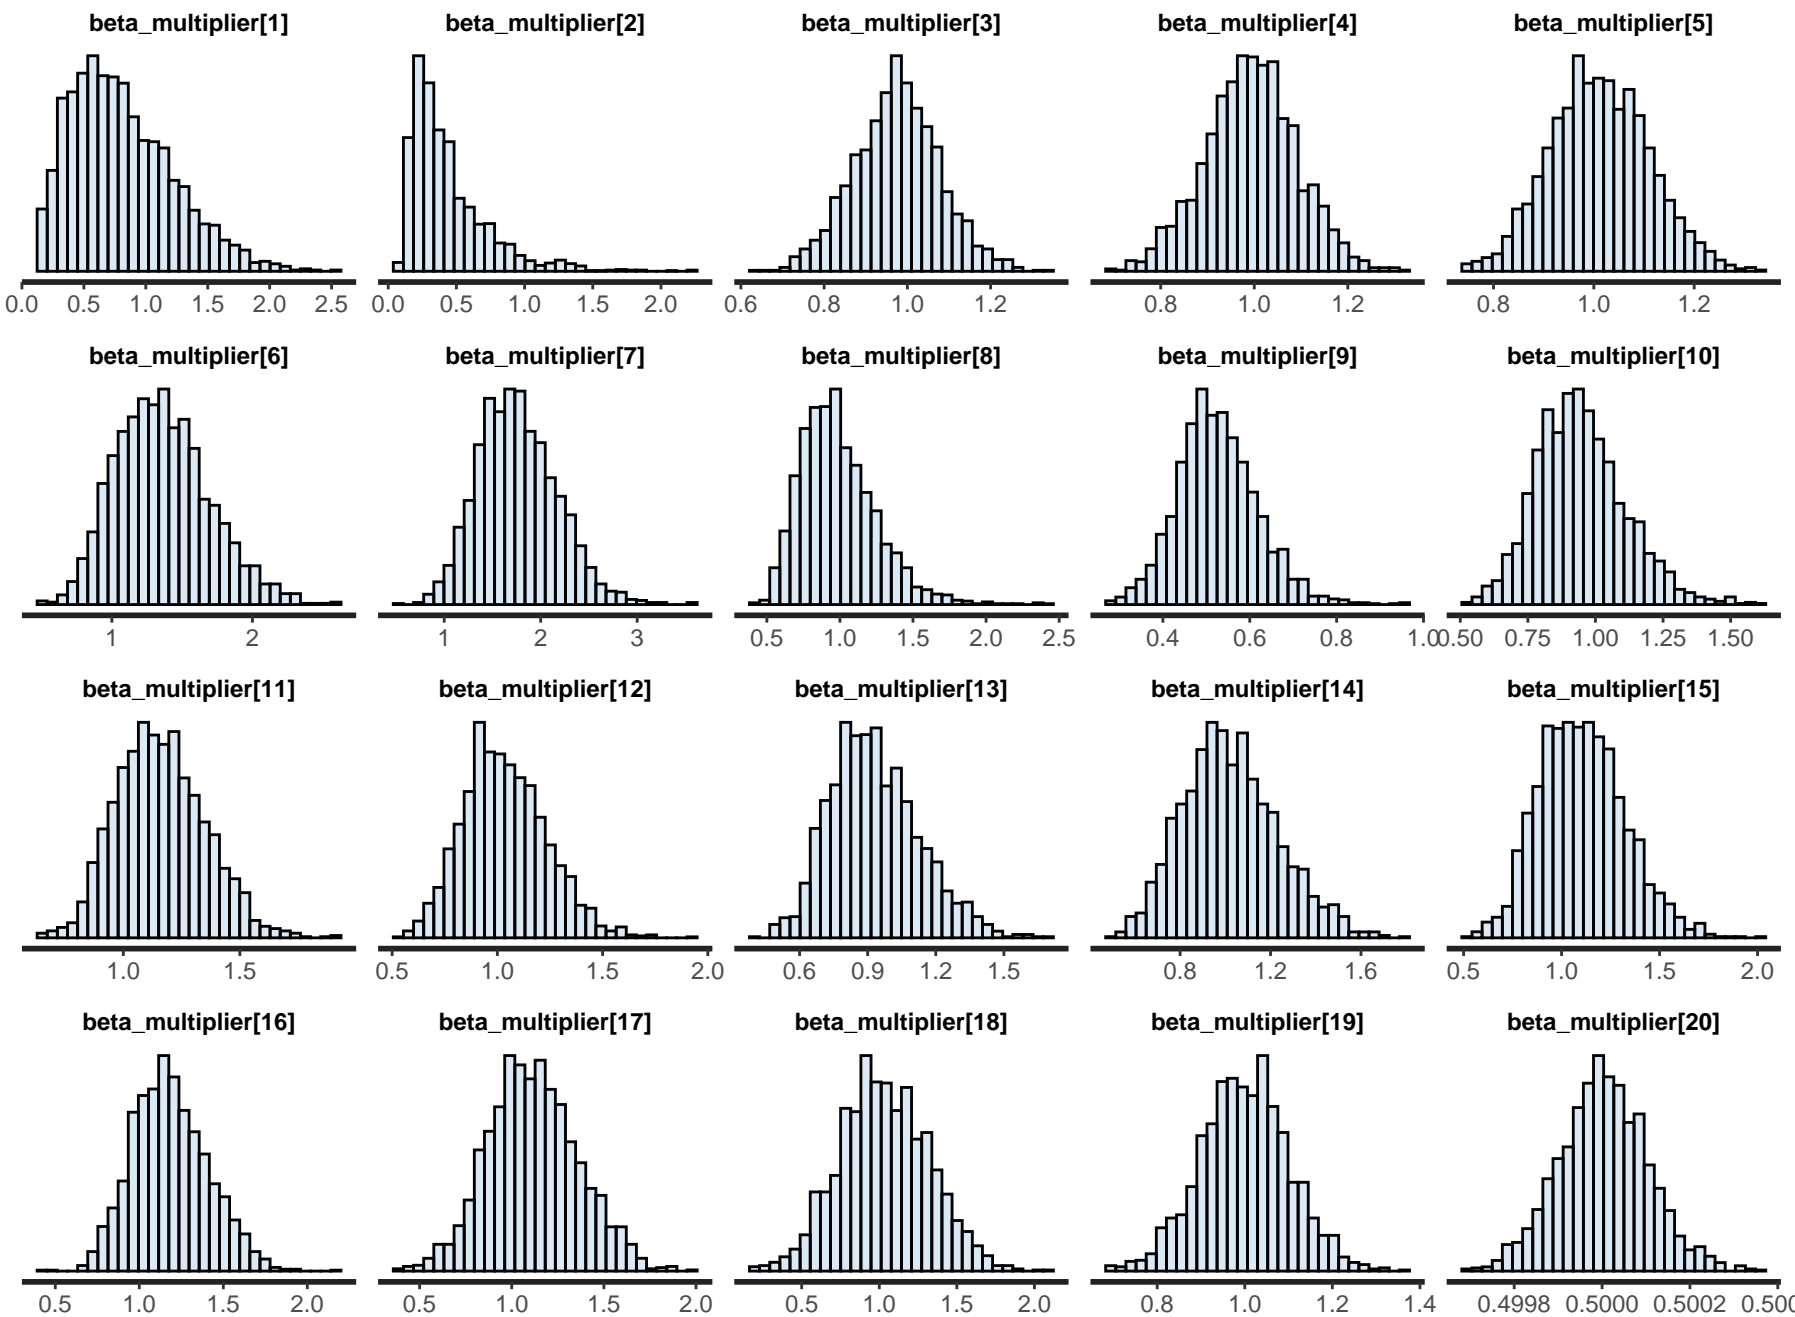 beta_multiplier[1] beta_multiplier[2] beta_multiplier[3] beta_multiplier[4] beta_multiplier[5]
0.0 0.5 1.0 1.5 2.0 2.5 0.0 0.5 1.0 1.5 2.0 0.6 0.8 1.0 1.2 0.8 1.0 1.2 0.8 1.0 1.2
beta_multiplier[6] beta_multiplier[7] beta_multiplier[8] beta_multiplier[9] beta_multiplier[10]
1 2 1 2 3 0.5 1.0 1.5 2.0 2.5 0.4 0.6 0.8 1.0 0.50 0.75 1.00 1.25 1.50
beta_multiplier[11] beta_multiplier[12] beta_multiplier[13] beta_multiplier[14] beta_multiplier[15]
1.0 1.5 0.5 1.0 1.5 2.0 0.6 0.9 1.2 1.5 0.8 1.2 1.6 0.5 1.0 1.5 2.0
beta_multiplier[16] beta_multiplier[17] beta_multiplier[18] beta_multiplier[19] beta_multiplier[20]
0.5 1.0 1.5 2.0 0.5 1.0 1.5 2.0 0.5 1.0 1.5 2.0 0.8 1.0 1.2 1.4 0.4998 0.5000 0.5002